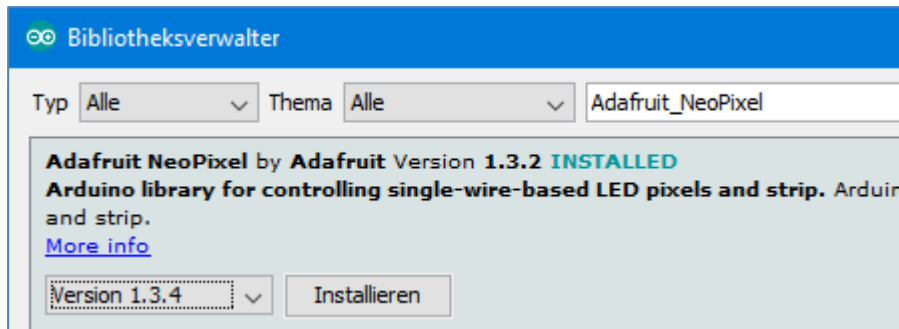 Bibliotheksverwalter
Typ Alle Thema Alle Adafruit_NeoPixel
Adafruit NeoPixel by Adafruit Version 1.3.2 INSTALLED
Arduino library for controlling single-wire-based LED pixels and strip. Arduin
and strip.
More info
Version 1.3.4 Installieren